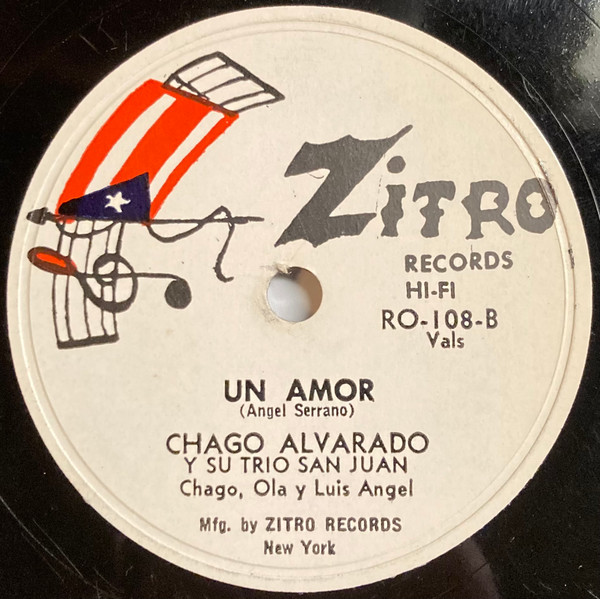 Zitro
RECORDS
HI-FI
RO-108-B
Vals
UN AMOR
(Angel Serrano)
CHAGO ALVARADO
Y SU TRIO SAN JUAN
Chago, Ola y Luis Angel
Mfg. by ZITRO RECORDS
New York